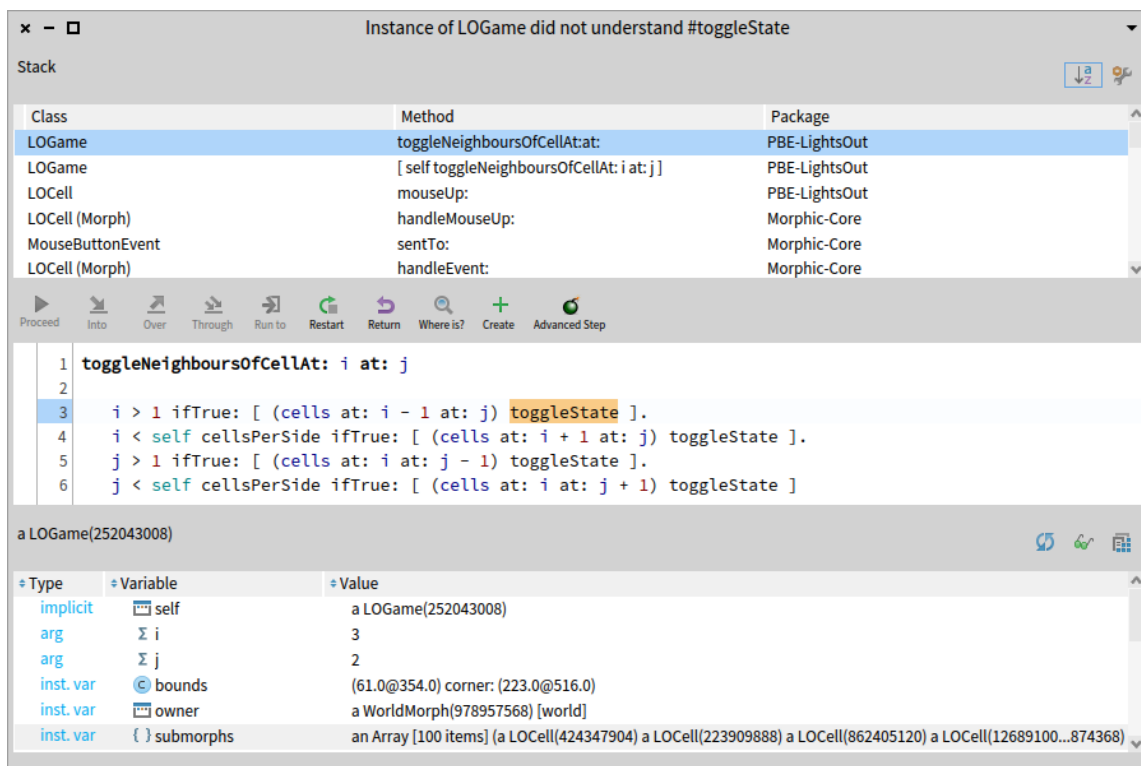 Instance of LOGame did not understand #toggleState
Stack
Class Method Package
LOGame toggleNeighboursOfCellAt:at: PBE-LightsOut
LOGame [ self toggleNeighboursOfCellAt: i at: j ] PBE-LightsOut
LOCell mouseUp: PBE-LightsOut
LOCell (Morph) handleMouseUp: Morphic-Core
MouseButtonEvent sentTo: Morphic-Core
LOCell (Morph) handleEvent: Morphic-Core
Proceed Into Over Through Run to Restart Return Where is? Create Advanced Step
1 toggleNeighboursOfCellAt: i at: j
2
3 i > 1 ifTrue: [ (cells at: i - 1 at: j) toggleState ].
4 i < self cellsPerSide ifTrue: [ (cells at: i + 1 at: j) toggleState ].
5 j > 1 ifTrue: [ (cells at: i at: j - 1) toggleState ].
6 j < self cellsPerSide ifTrue: [ (cells at: i at: j + 1) toggleState ]
a LOGame(252043008)
Type Variable Value
implicit self a LOGame(252043008)
arg Σ i 3
arg Σ j 2
inst. var C bounds (61.0@354.0) corner: (223.0@516.0)
inst. var owner a WorldMorph(978957568) [world]
inst. var { } submorphs an Array [100 items] (a LOCell(424347904) a LOCell(223909888) a LOCell(862405120) a LOCell(12689100...874368)